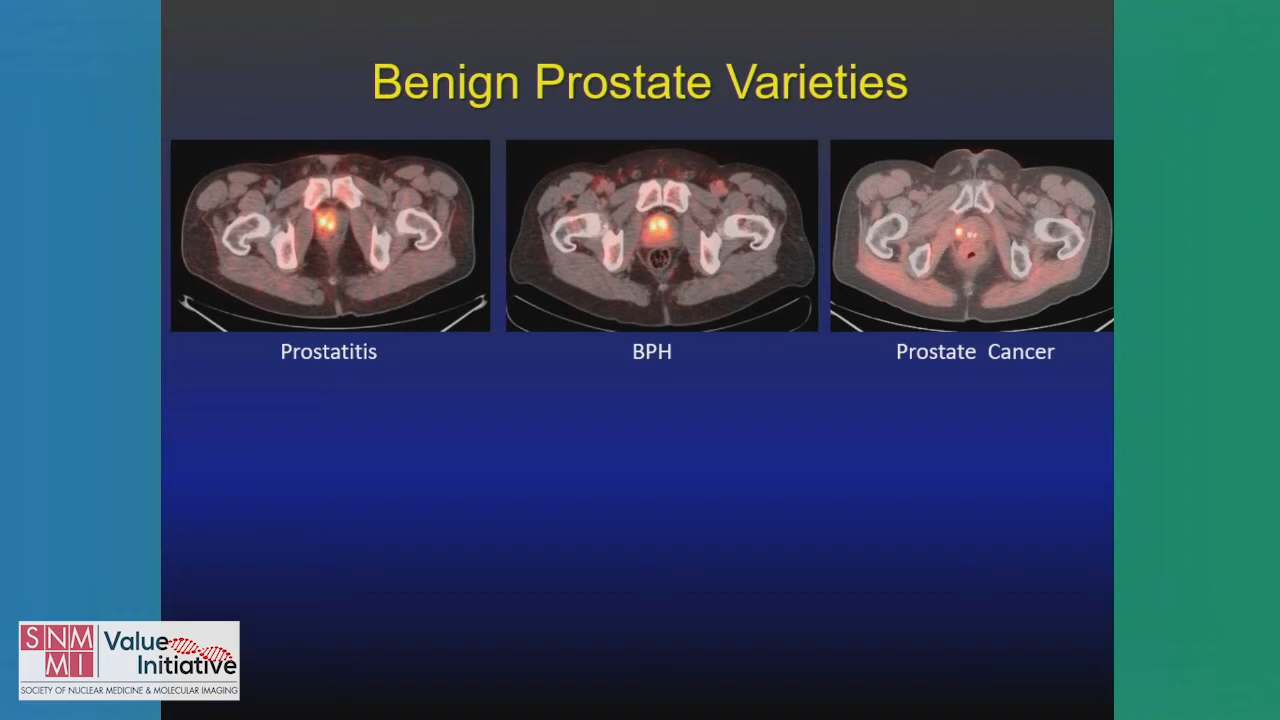 Benign Prostate Varieties
Prostatitis
BPH
Prostate Cancer
SNM
MI
Value
Initiative
SOCIETY OF NUCLEAR MEDICINE & MOLECULAR IMAGING